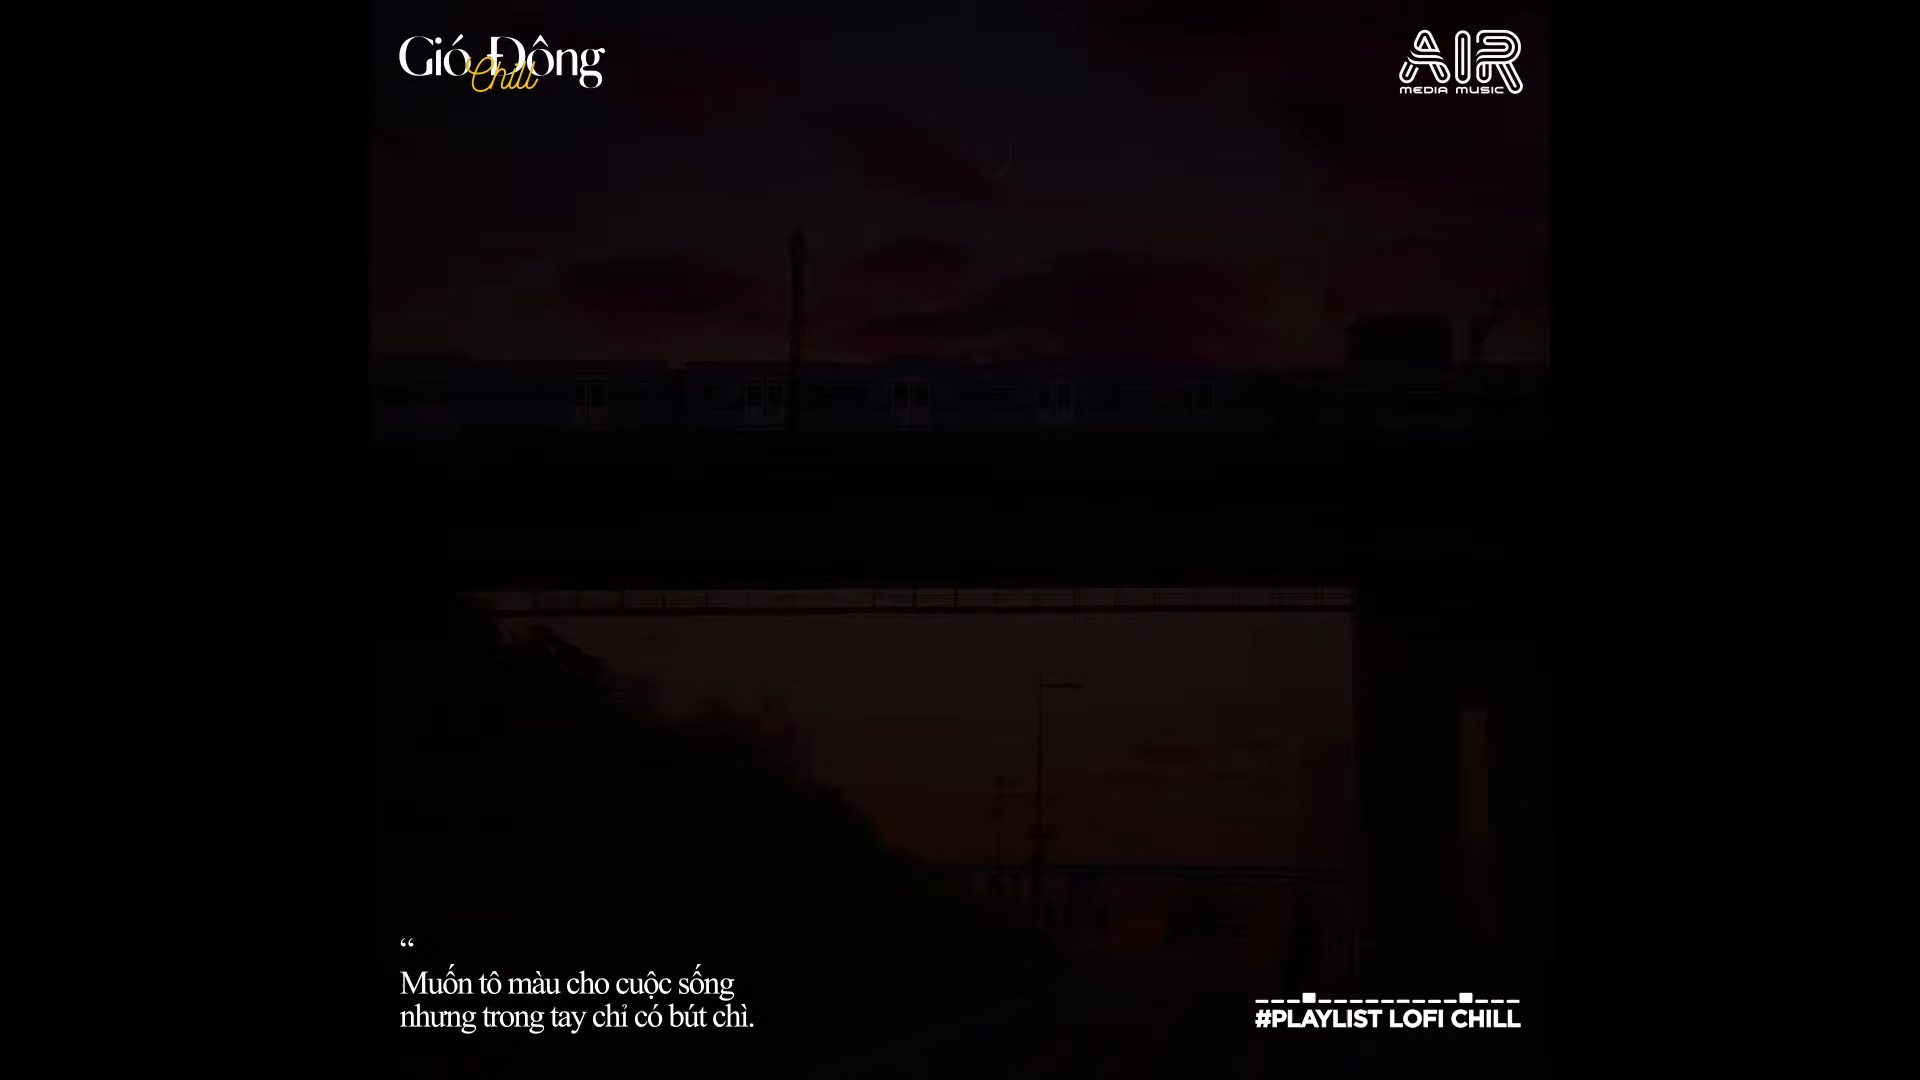 Gió Đông
Chill
AIR
MEDIA MUSIC
“
Muốn tô màu cho cuộc sống
nhưng trong tay chỉ có bút chì.
#PLAYLIST LOFI CHILL